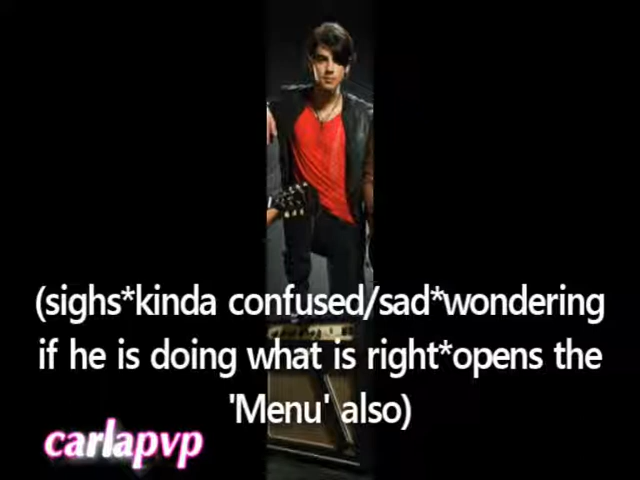 (sighs*kinda confused/sad*wondering
if he is doing what is right*opens the
'Menu' also)
carlapvp